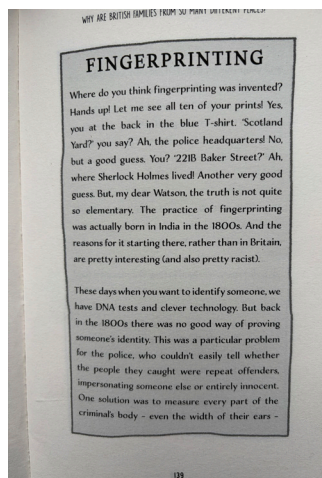 WHY ARE BRITISH FAMILIES FROM SO MANY DIFFERENT PLACES?
FINGERPRINTING
Where do you think fingerprinting was invented?
Hands up! Let me see all ten of your prints! Yes,
you at the back in the blue T-shirt. ‘Scotland
Yard?’ you say? Ah, the police headquarters! No,
but a good guess. You? ‘221B Baker Street?’ Ah,
where Sherlock Holmes lived! Another very good
guess. But, my dear Watson, the truth is not quite
so elementary. The practice of fingerprinting
was actually born in India in the 1800s. And the
reasons for it starting there, rather than in Britain,
are pretty interesting (and also pretty racist).
These days when you want to identify someone, we
have DNA tests and clever technology. But back
in the 1800s there was no good way of proving
someone’s identity. This was a particular problem
for the police, who couldn’t easily tell whether
the people they caught were repeat offenders,
impersonating someone else or entirely innocent.
One solution was to measure every part of the
criminal’s body – even the width of their ears –
139